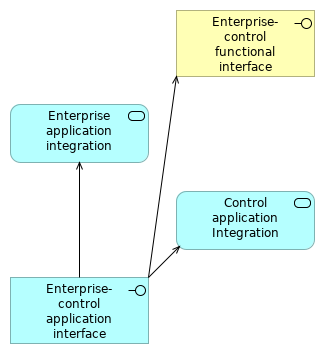 Enterprise-
control
functional
interface
Enterprise
application
integration
Control
application
Integration
Enterprise-
control
application
interface